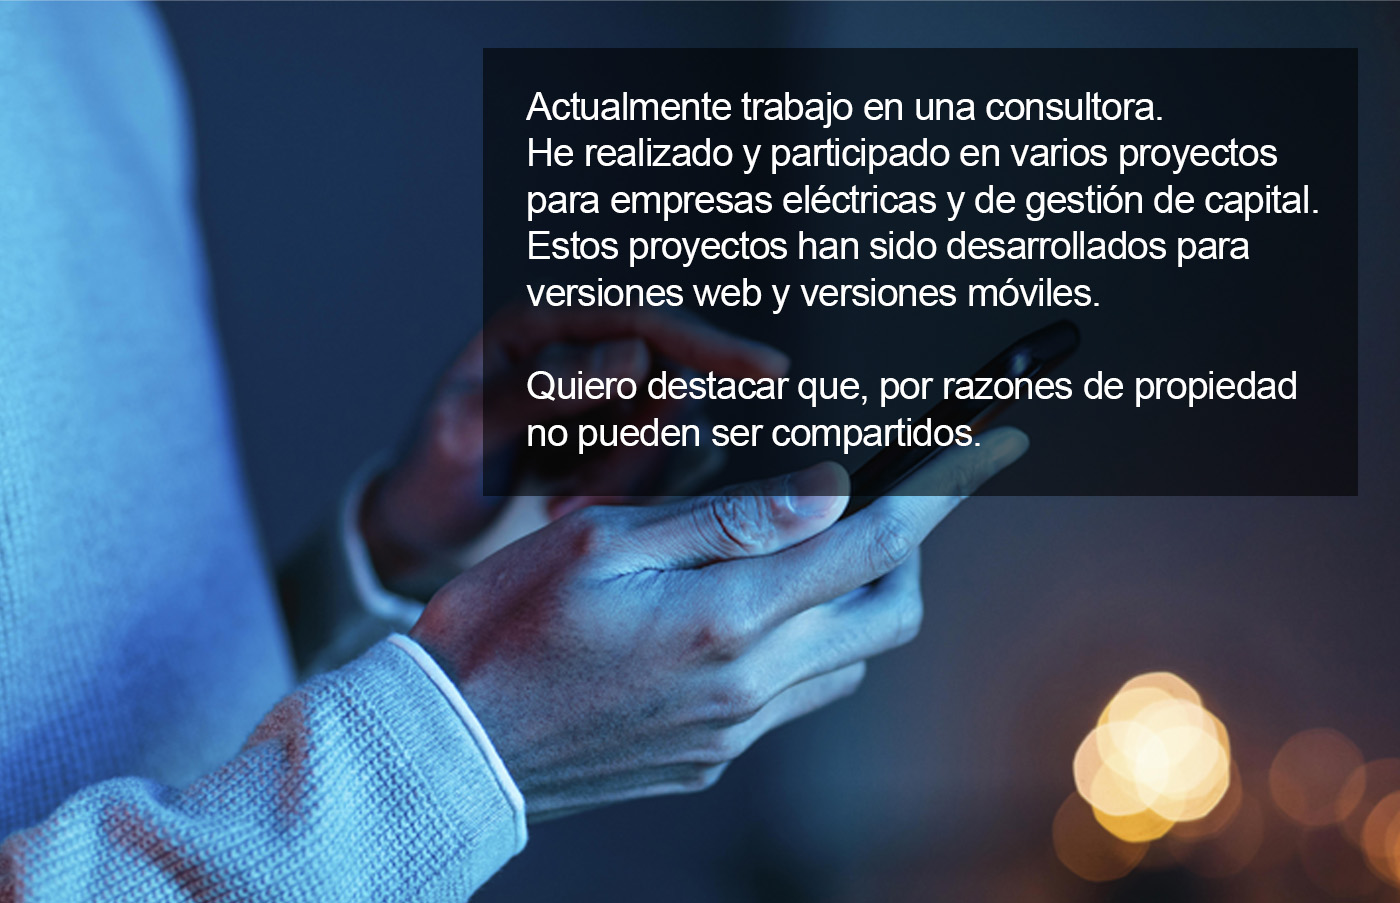 Actualmente trabajo en una consultora.
He realizado y participado en varios proyectos
para empresas eléctricas y de gestión de capital.
Estos proyectos han sido desarrollados para
versiones web y versiones móviles.
Quiero destacar que, por razones de propiedad
no pueden ser compartidos.